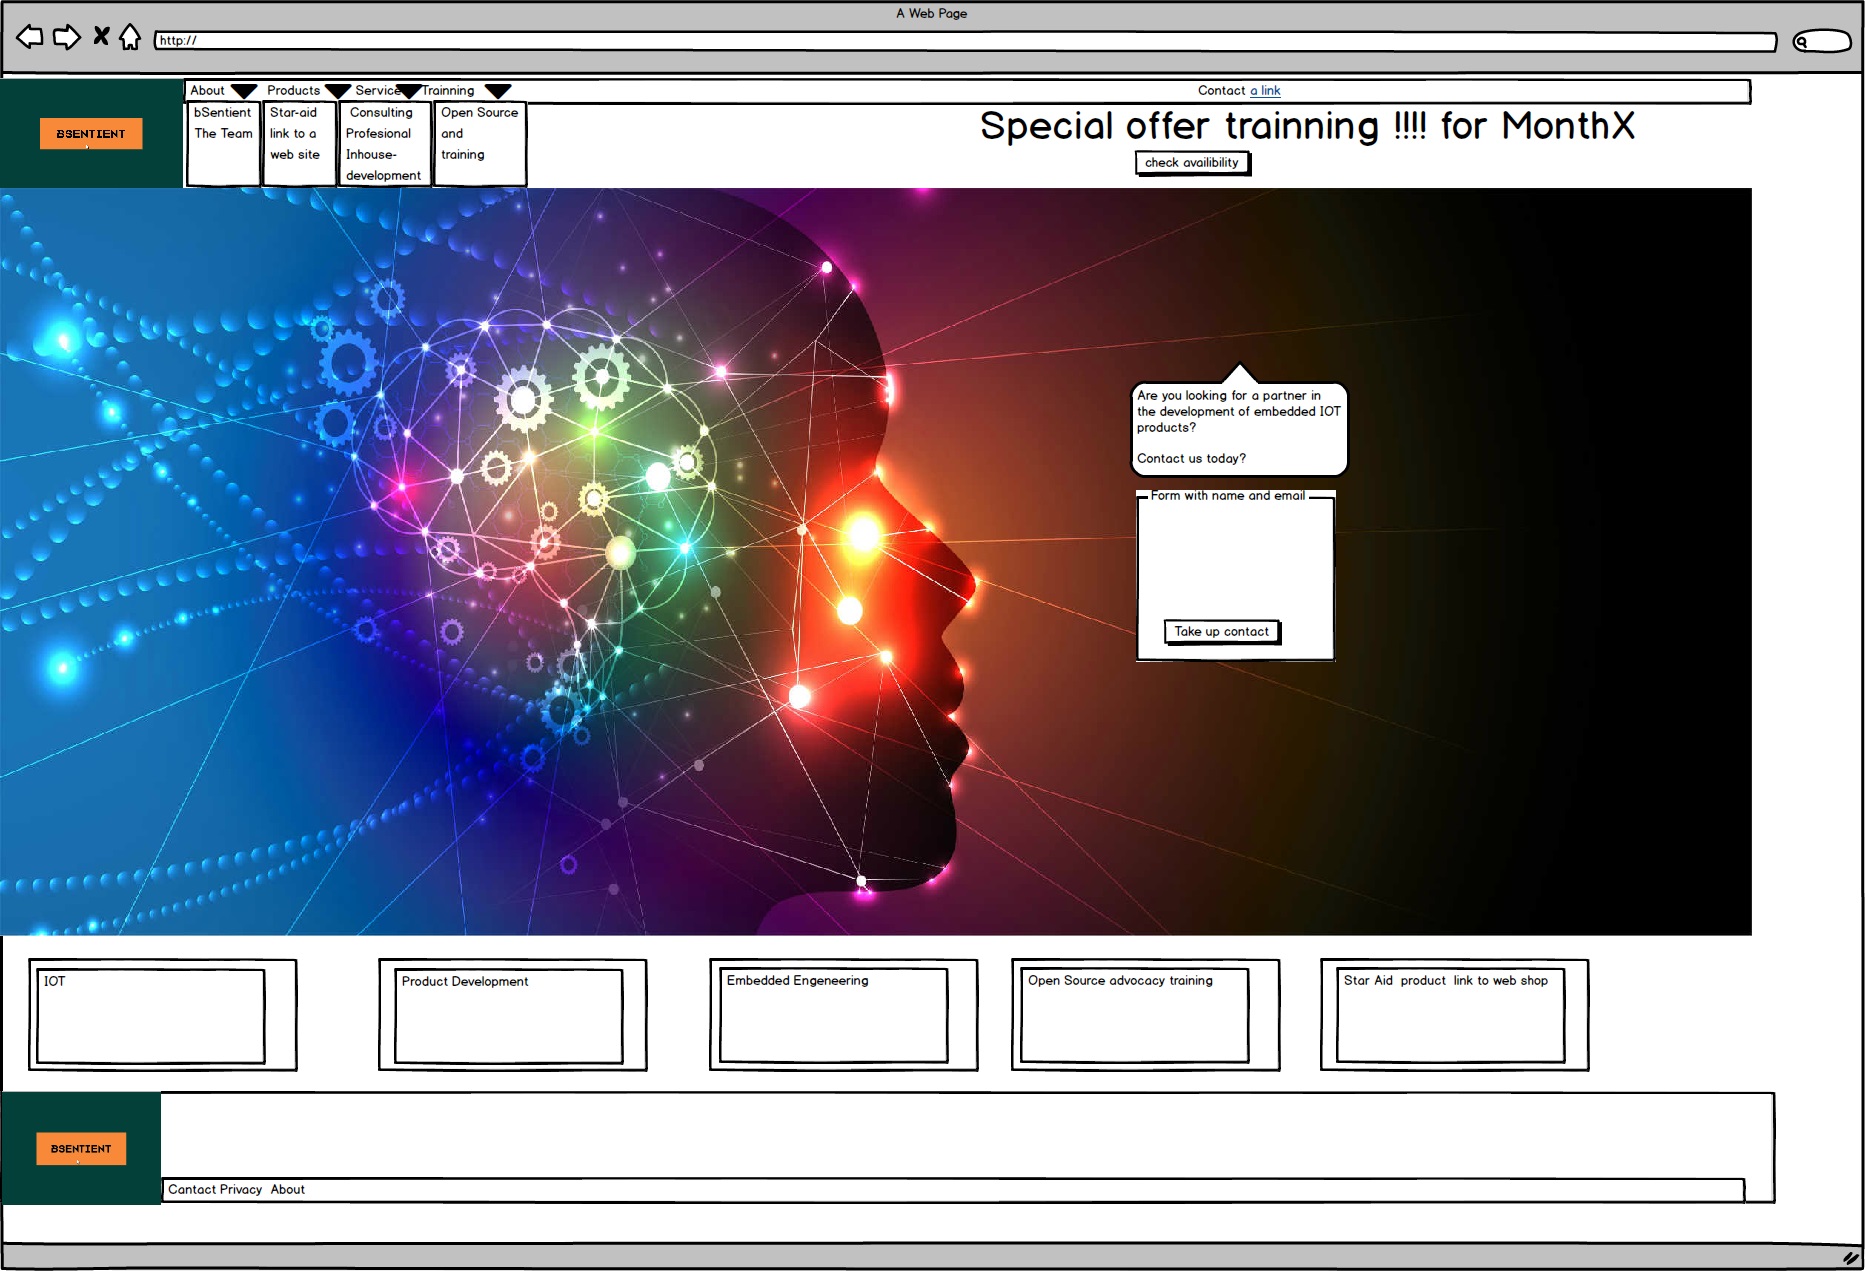 A Web Page
http://
About Products Service Trainning Contact a link
BSENTIENT
bSentient
The Team
Star-aid
link to a
web site
Consulting
Profesional
Inhouse-
development
Open Source
and
training
Special offer trainning !!!! for MonthX
check availibility
Are you looking for a partner in
the development of embedded IOT
products?
Contact us today?
Form with name and email
Take up contact
IOT
Product Development
Embedded Engeneering
Open Source advocacy training
Star Aid product link to web shop
BSENTIENT
Cantact Privacy About